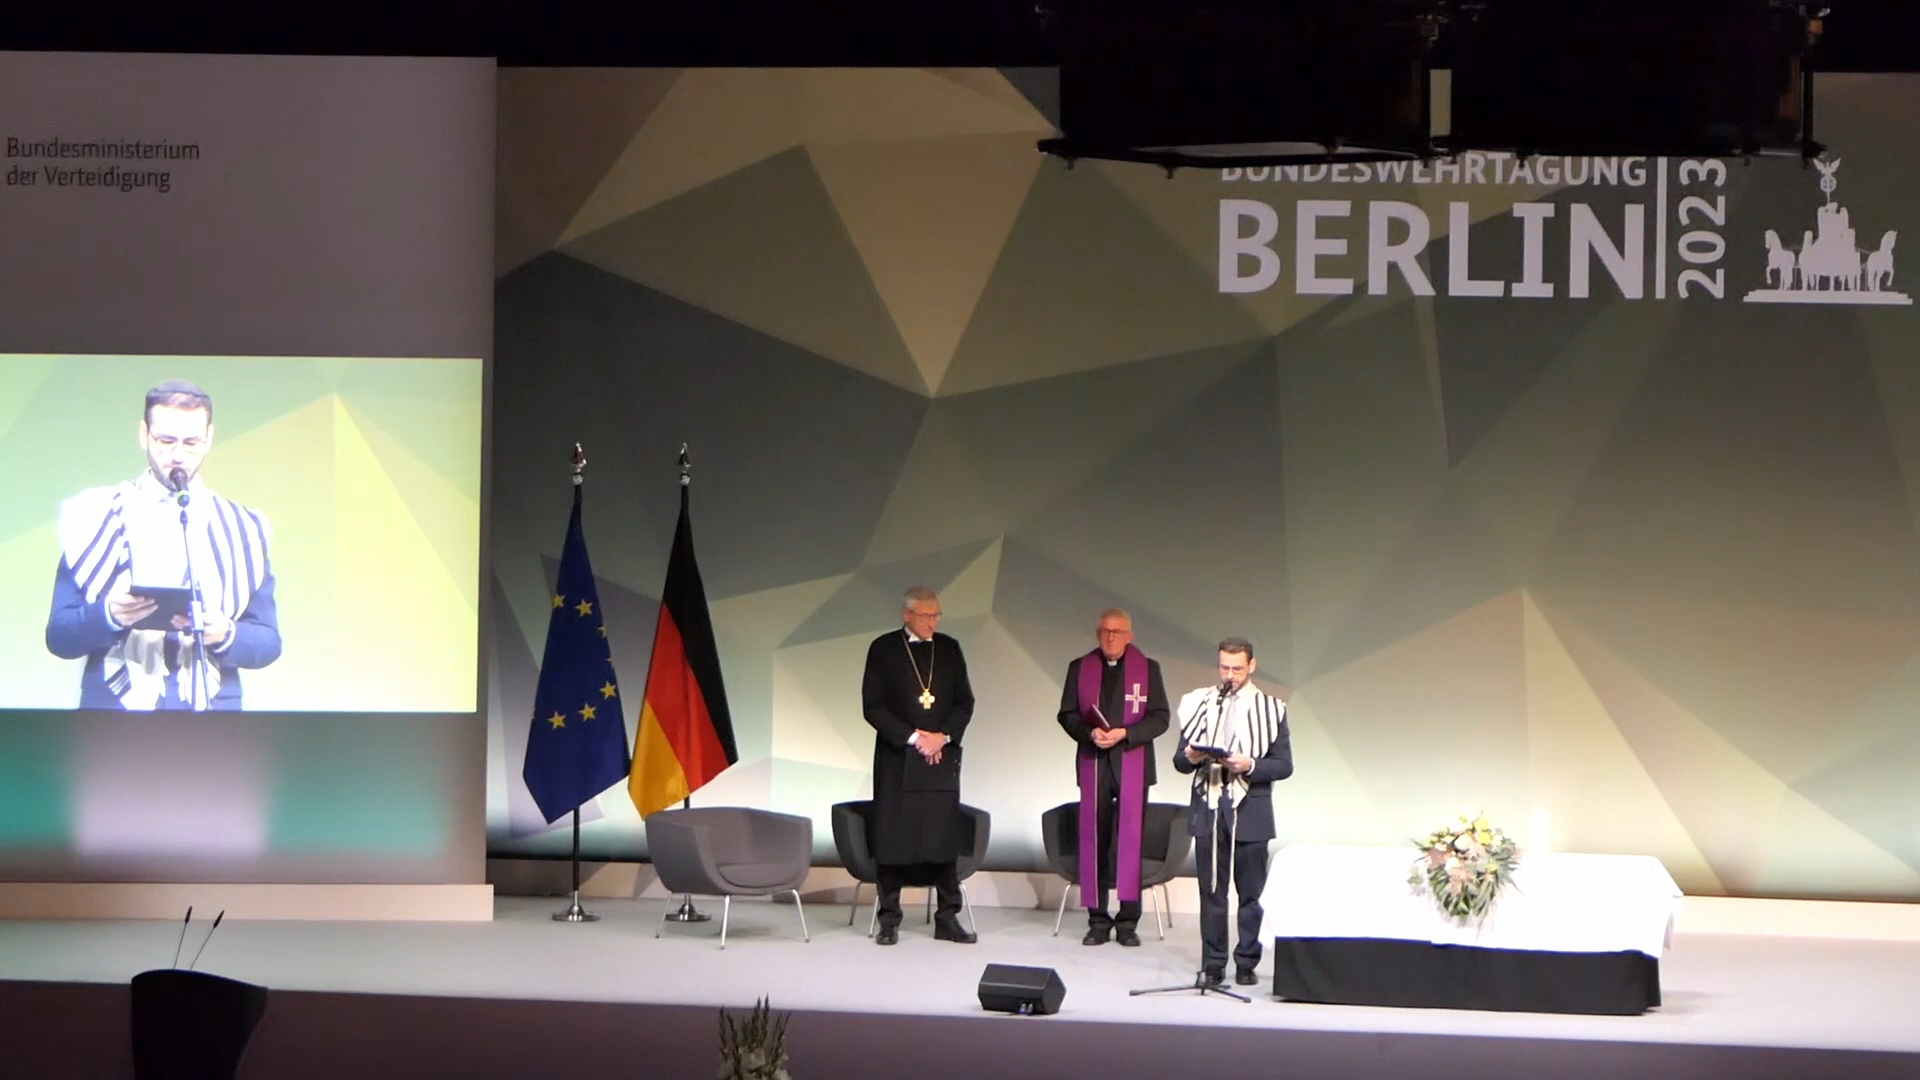 Bundesministerium
der Verteidigung
BUNDESWEHRTAGUNG
BERLIN
2023